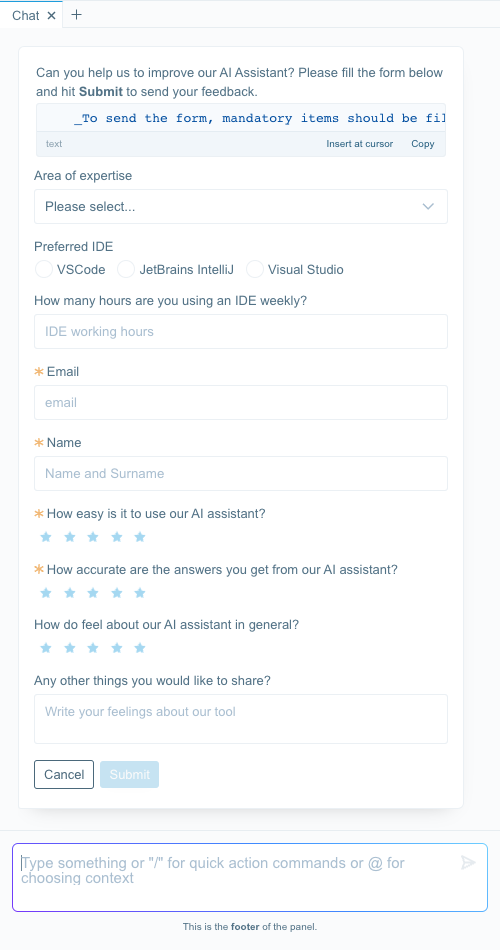 Chat
Can you help us to improve our AI Assistant? Please fill the form below
and hit Submit to send your feedback.
_To send the form, mandatory items should be fil
text Insert at cursor Copy
Area of expertise
Please select...
Preferred IDE
VSCode JetBrains IntelliJ Visual Studio
How many hours are you using an IDE weekly?
IDE working hours
* Email
email
* Name
Name and Surname
* How easy is it to use our AI assistant?
* How accurate are the answers you get from our AI assistant?
How do feel about our AI assistant in general?
Any other things you would like to share?
Write your feelings about our tool
Cancel Submit
Type something or "/" for quick action commands or @ for
choosing context
This is the footer of the panel.